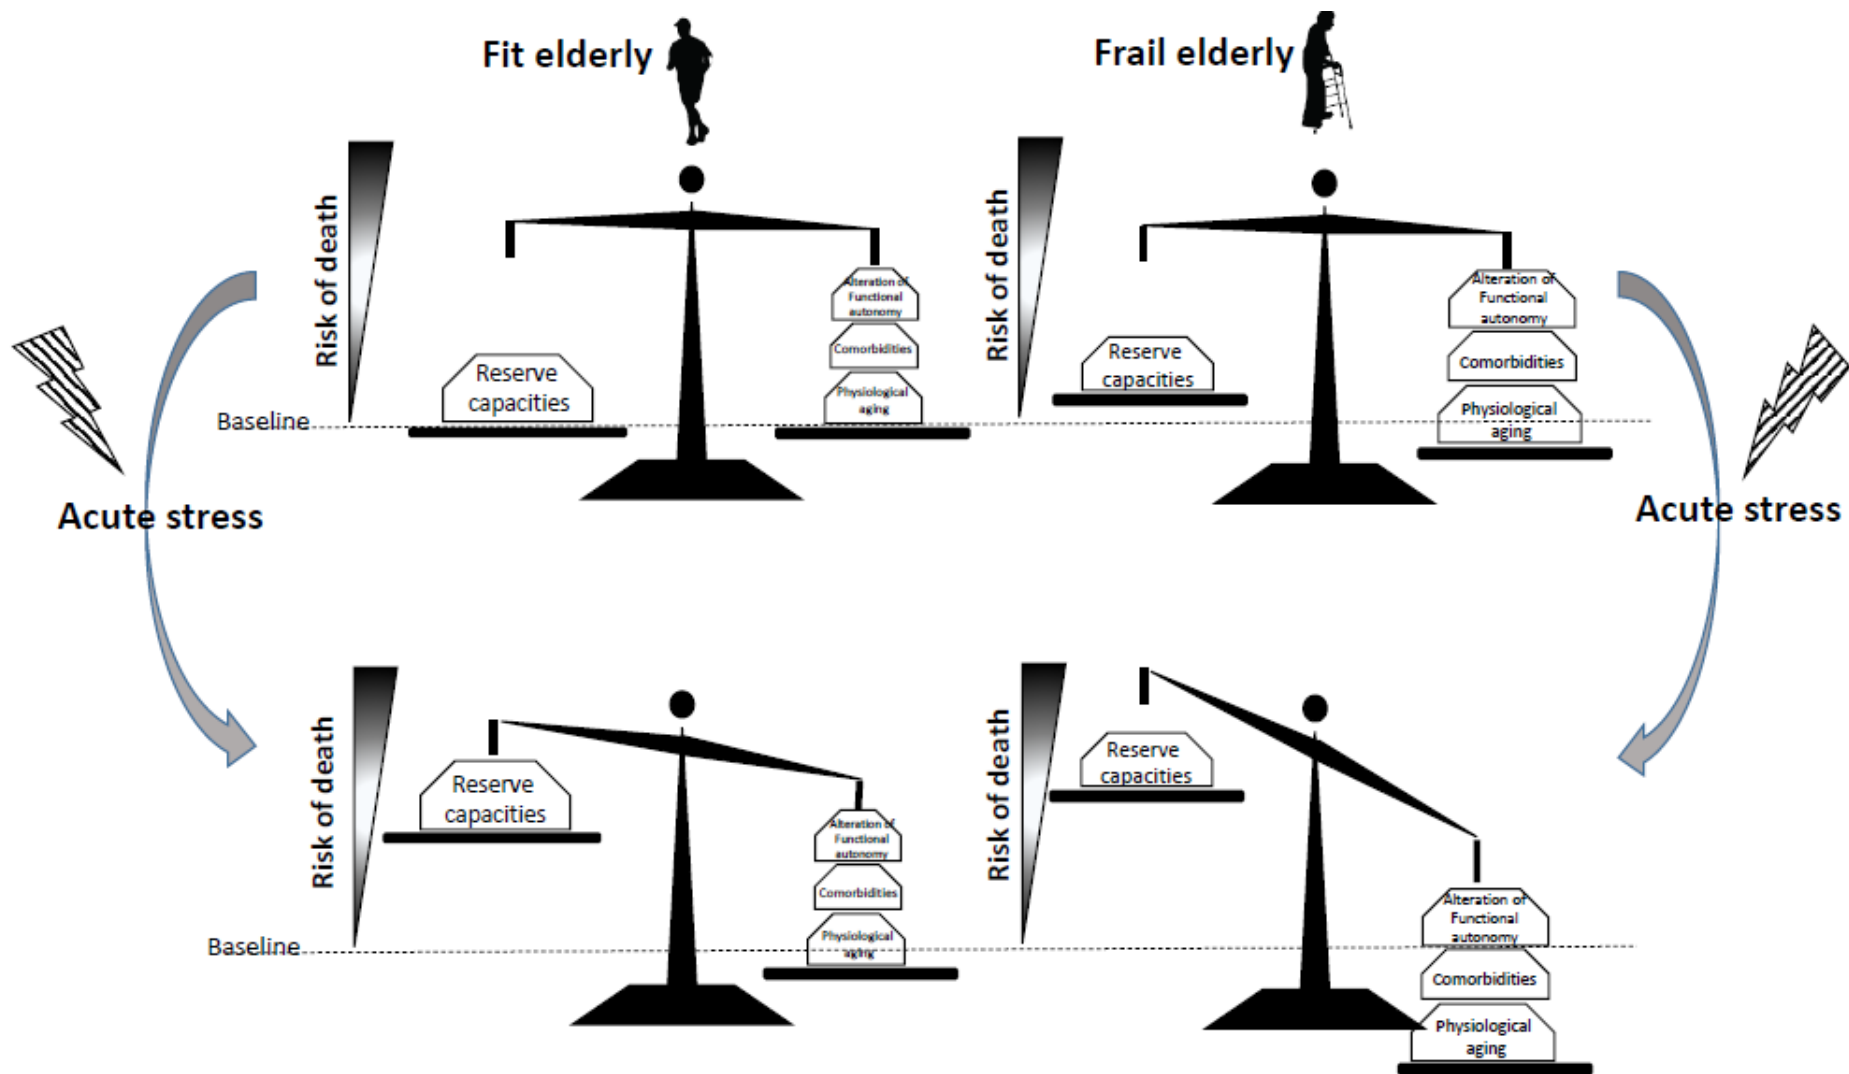 Fit elderly
Frail elderly
Risk of death
Reserve
capacities
Alteration of
Functional
autonomy
Comorbidities
Physiological
aging
Baseline
Risk of death
Reserve
capacities
Alteration of
Functional
autonomy
Comorbidities
Physiological
aging
Acute stress
Acute stress
Risk of death
Reserve
capacities
Alteration of
Functional
autonomy
Comorbidities
Physiological
aging
Baseline
Risk of death
Reserve
capacities
Alteration of
Functional
autonomy
Comorbidities
Physiological
aging